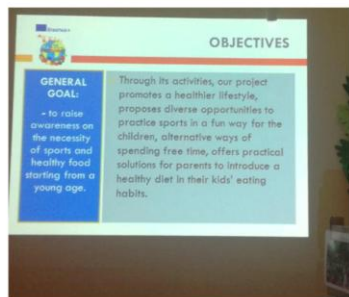 Erasmus+
OBJECTIVES
GENERAL
GOAL:
- to raise
awareness on
the necessity
of sports and
healthy food
starting from a
young age.
Through its activities, our project
promotes a healthier lifestyle,
proposes diverse opportunities to
practice sports in a fun way for the
children, alternative ways of
spending free time, offers practical
solutions for parents to introduce a
healthy diet in their kids' eating
habits.